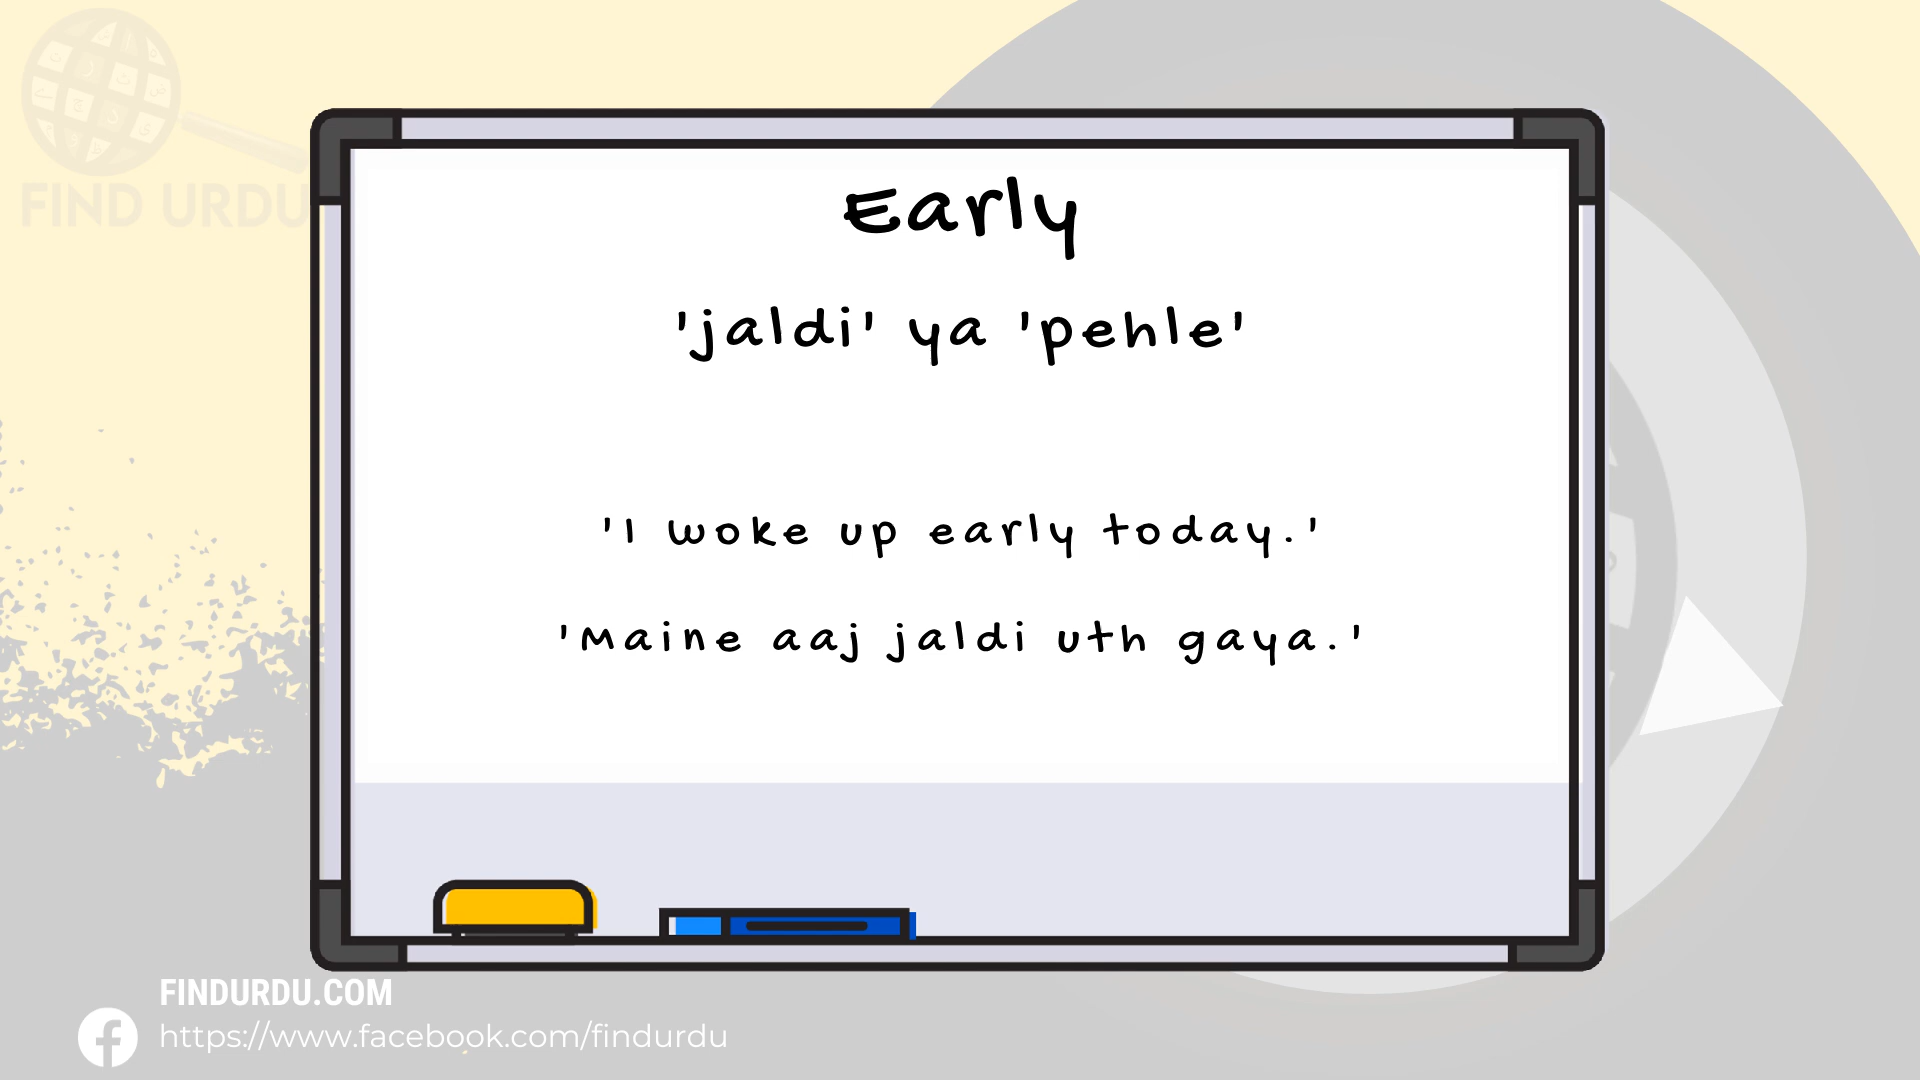 FIND URDU
Early
'jaldi' ya 'pehle'
'I woke up early today.'
'Maine aaj jaldi uth gaya.'
FINDURDU.COM
https://www.facebook.com/findurdu